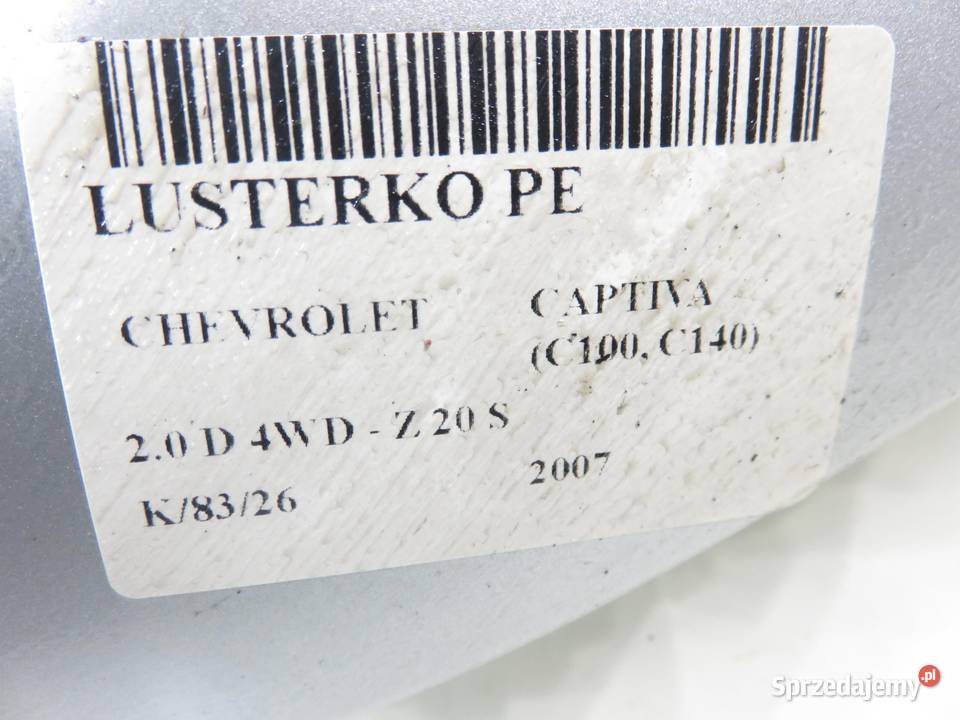 LUSTERKO PE
CHEVROLET
CAPTIVA
(C100, C140)
2.0 D 4WD - Z 20 S
2007
K/83/26
Sprzedajemy.pl